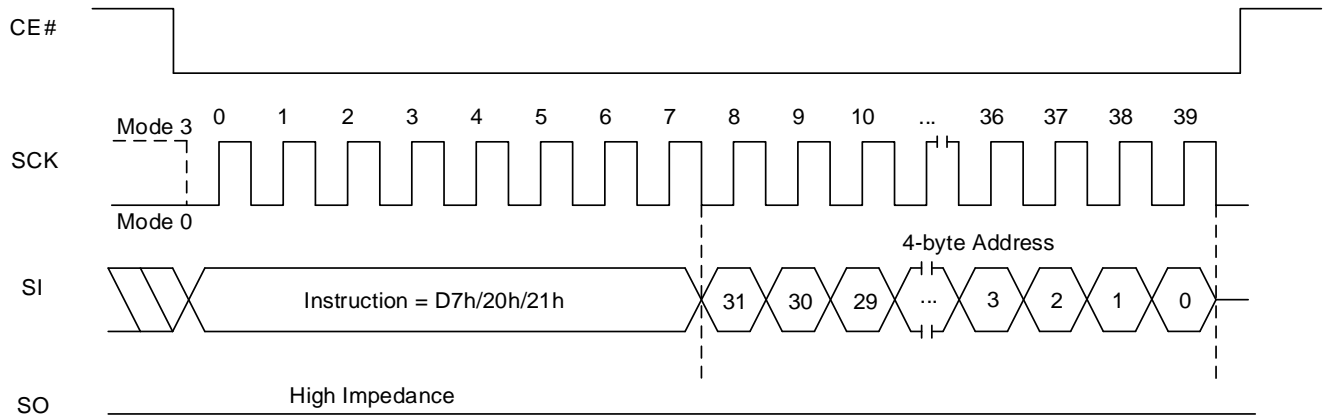 CE#
0 1 2 3 4 5 6 7 8 9 10 ... 36 37 38 39
Mode 3
SCK
Mode 0
4-byte Address
SI
Instruction = D7h/20h/21h 31 30 29 ... 3 2 1 0
High Impedance
SO